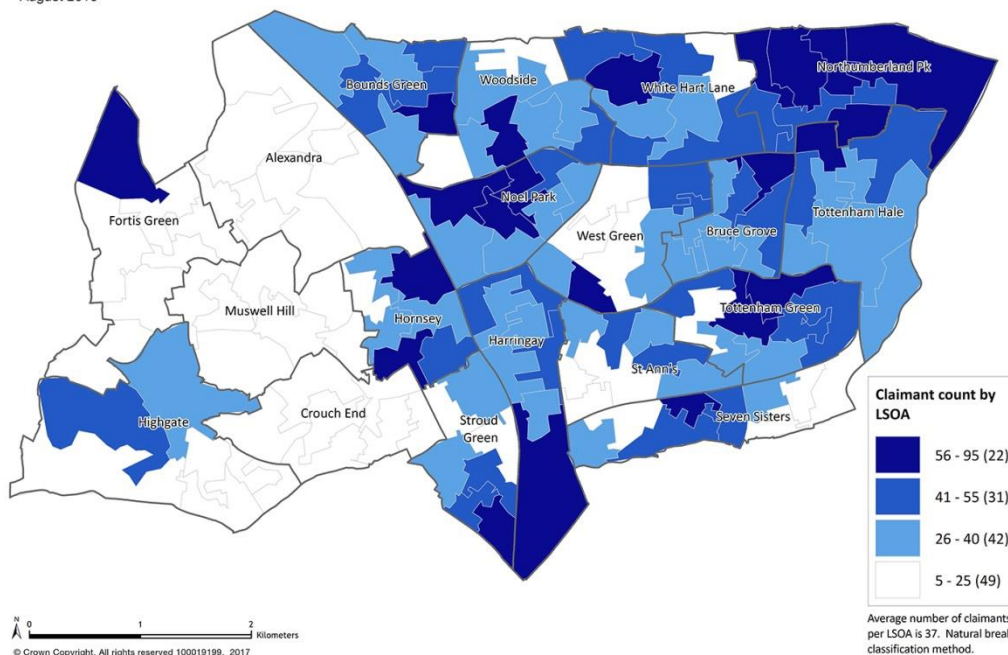 Bounds Green
Woodside
White Hart Lane
Northumberland Pk
Alexandra
Noel Park
Fortis Green
West Green
Bruce Grove
Tottenham Hale
Muswell Hill
Hornsey
Harringay
Tottenham Green
St Ann's
Highgate
Crouch End
Stroud
Green
Seven Sisters
Claimant count by
LSOA
56 - 95 (22)
41 - 55 (31)
26 - 40 (42)
5 - 25 (49)
Average number of claimants
per LSOA is 37. Natural break
classification method.
N
0 1 2
Kilometers
© Crown Copyright. All rights reserved 100019199. 2017